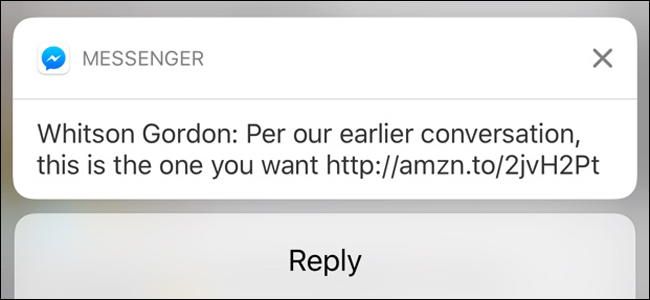 MESSENGER
Whitson Gordon: Per our earlier conversation,
this is the one you want http://amzn.to/2jvH2Pt
Reply